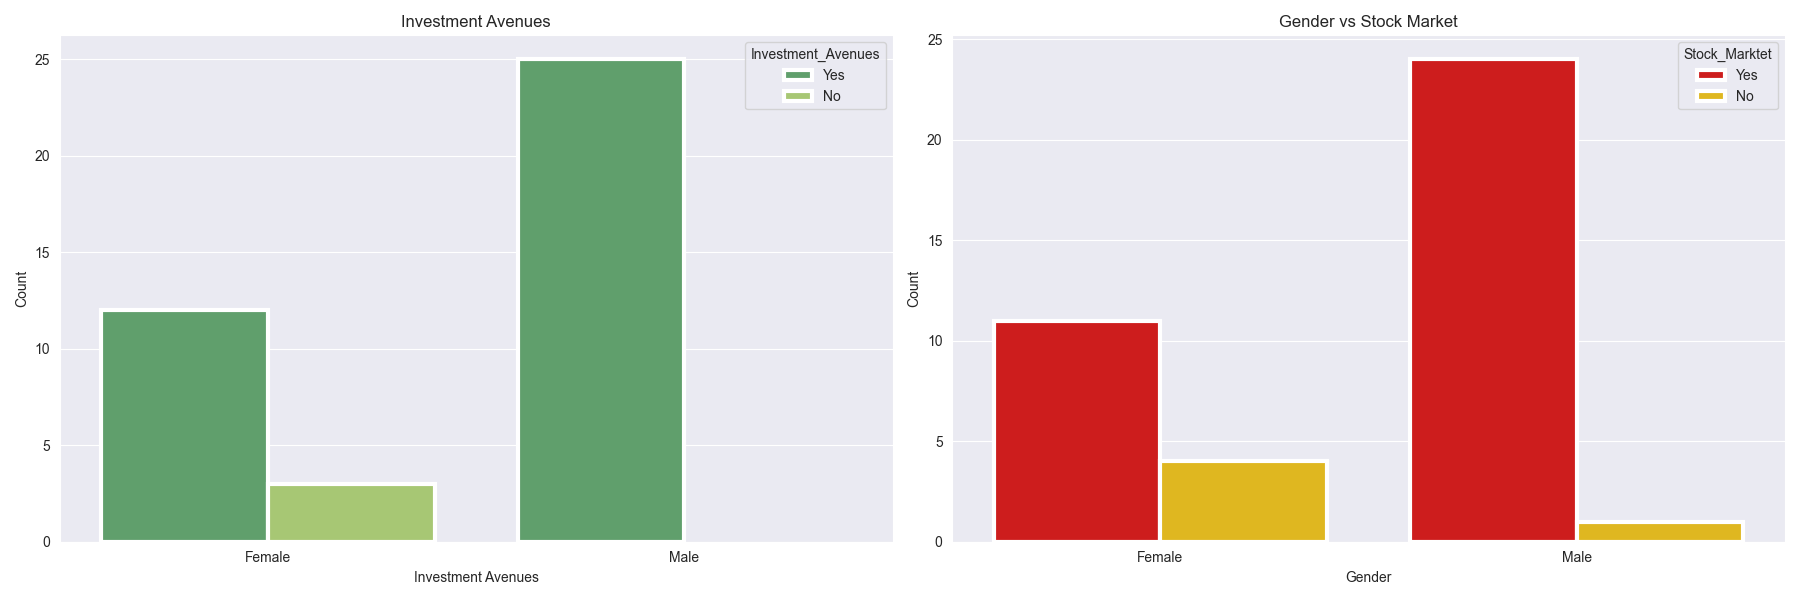 Investment Avenues
25
20
15
10
5
0
Count
Female
Male
Investment Avenues
Investment_Avenues
Yes
No
Gender vs Stock Market
25
20
15
10
5
0
Count
Female
Male
Gender
Stock_Marktet
Yes
No